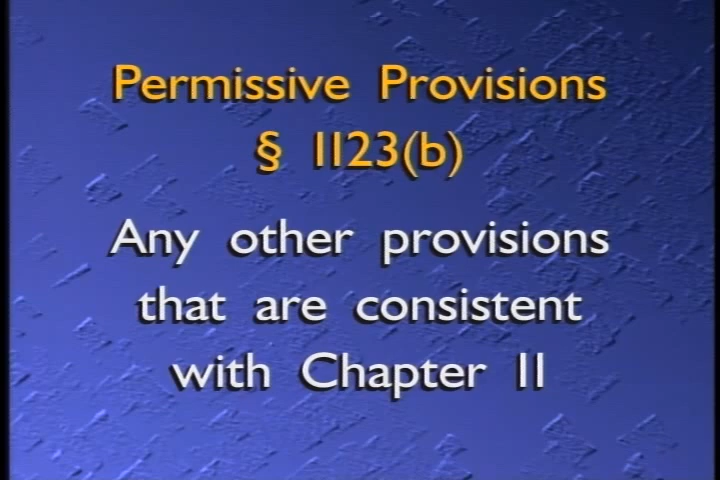 Permissive Provisions
§ 1123(b)
Any other provisions
that are consistent
with Chapter 11